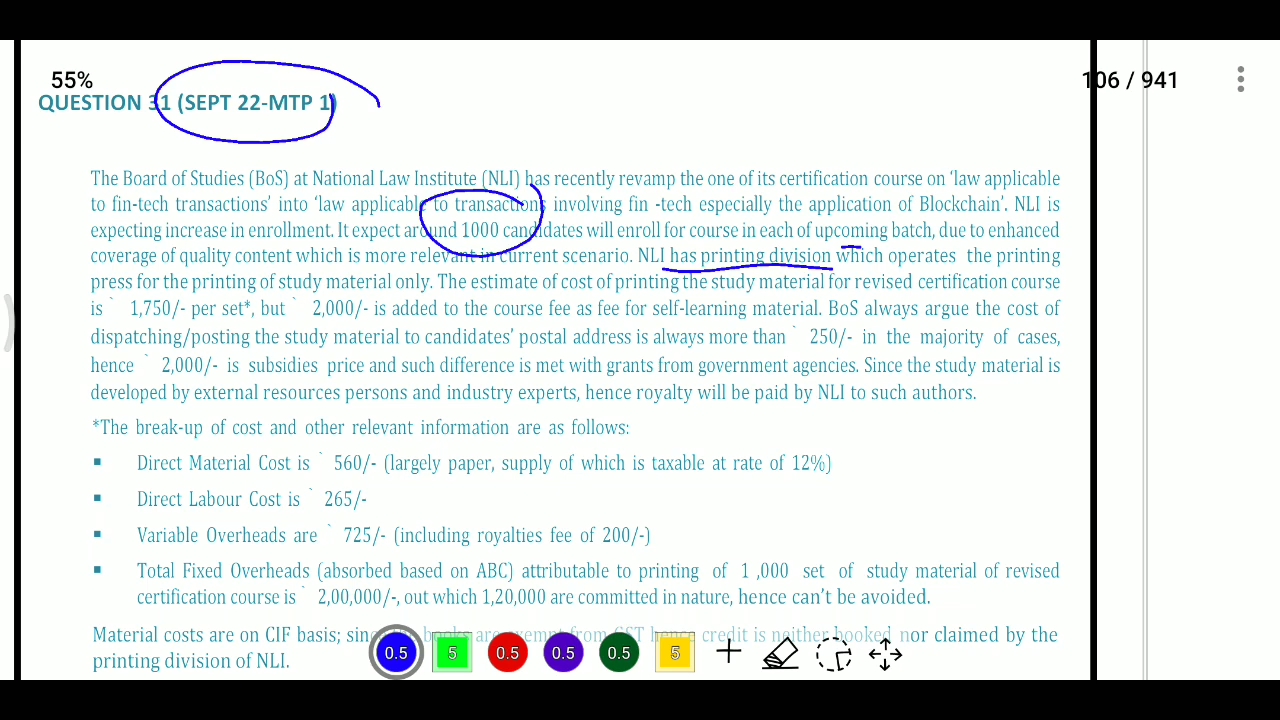 55%
106 / 941
QUESTION 31 (SEPT 22-MTP 1)
The Board of Studies (BoS) at National Law Institute (NLI) has recently revamp the one of its certification course on ‘law applicable
to fin-tech transactions’ into ‘law applicable to transactions involving fin -tech especially the application of Blockchain’. NLI is
expecting increase in enrollment. It expect around 1000 candidates will enroll for course in each of upcoming batch, due to enhanced
coverage of quality content which is more relevant in current scenario. NLI has printing division which operates the printing
press for the printing of study material only. The estimate of cost of printing the study material for revised certification course
is ` 1,750/- per set*, but ` 2,000/- is added to the course fee as fee for self-learning material. BoS always argue the cost of
dispatching/posting the study material to candidates’ postal address is always more than ` 250/- in the majority of cases,
hence ` 2,000/- is subsidies price and such difference is met with grants from government agencies. Since the study material is
developed by external resources persons and industry experts, hence royalty will be paid by NLI to such authors.
*The break-up of cost and other relevant information are as follows:
▪ Direct Material Cost is ` 560/- (largely paper, supply of which is taxable at rate of 12%)
▪ Direct Labour Cost is ` 265/-
▪ Variable Overheads are ` 725/- (including royalties fee of 200/-)
▪ Total Fixed Overheads (absorbed based on ABC) attributable to printing of 1 ,000 set of study material of revised
certification course is ` 2,00,000/-, out which 1,20,000 are committed in nature, hence can’t be avoided.
Material costs are on CIF basis; since books are exempt from GST hence credit is neither booked nor claimed by the
printing division of NLI.
0.5 5 0.5 0.5 0.5 5